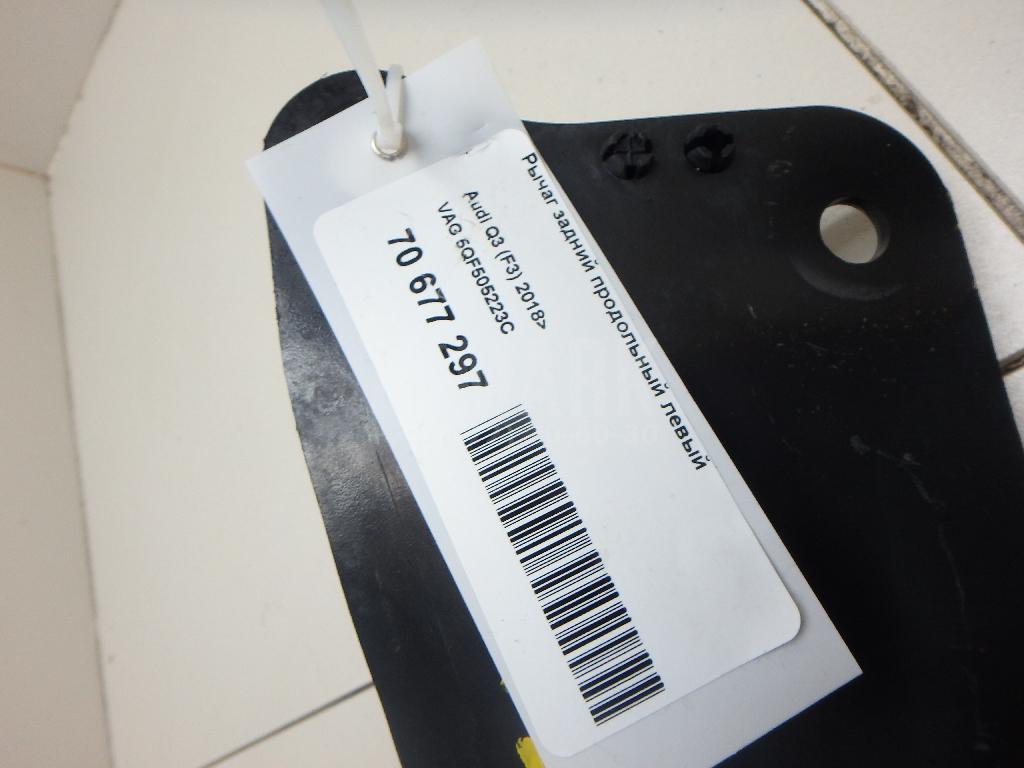 Рычаг задний продольный левый
Audi Q3 (F3) 2018>
VAG 5QF505223C
70 677 297